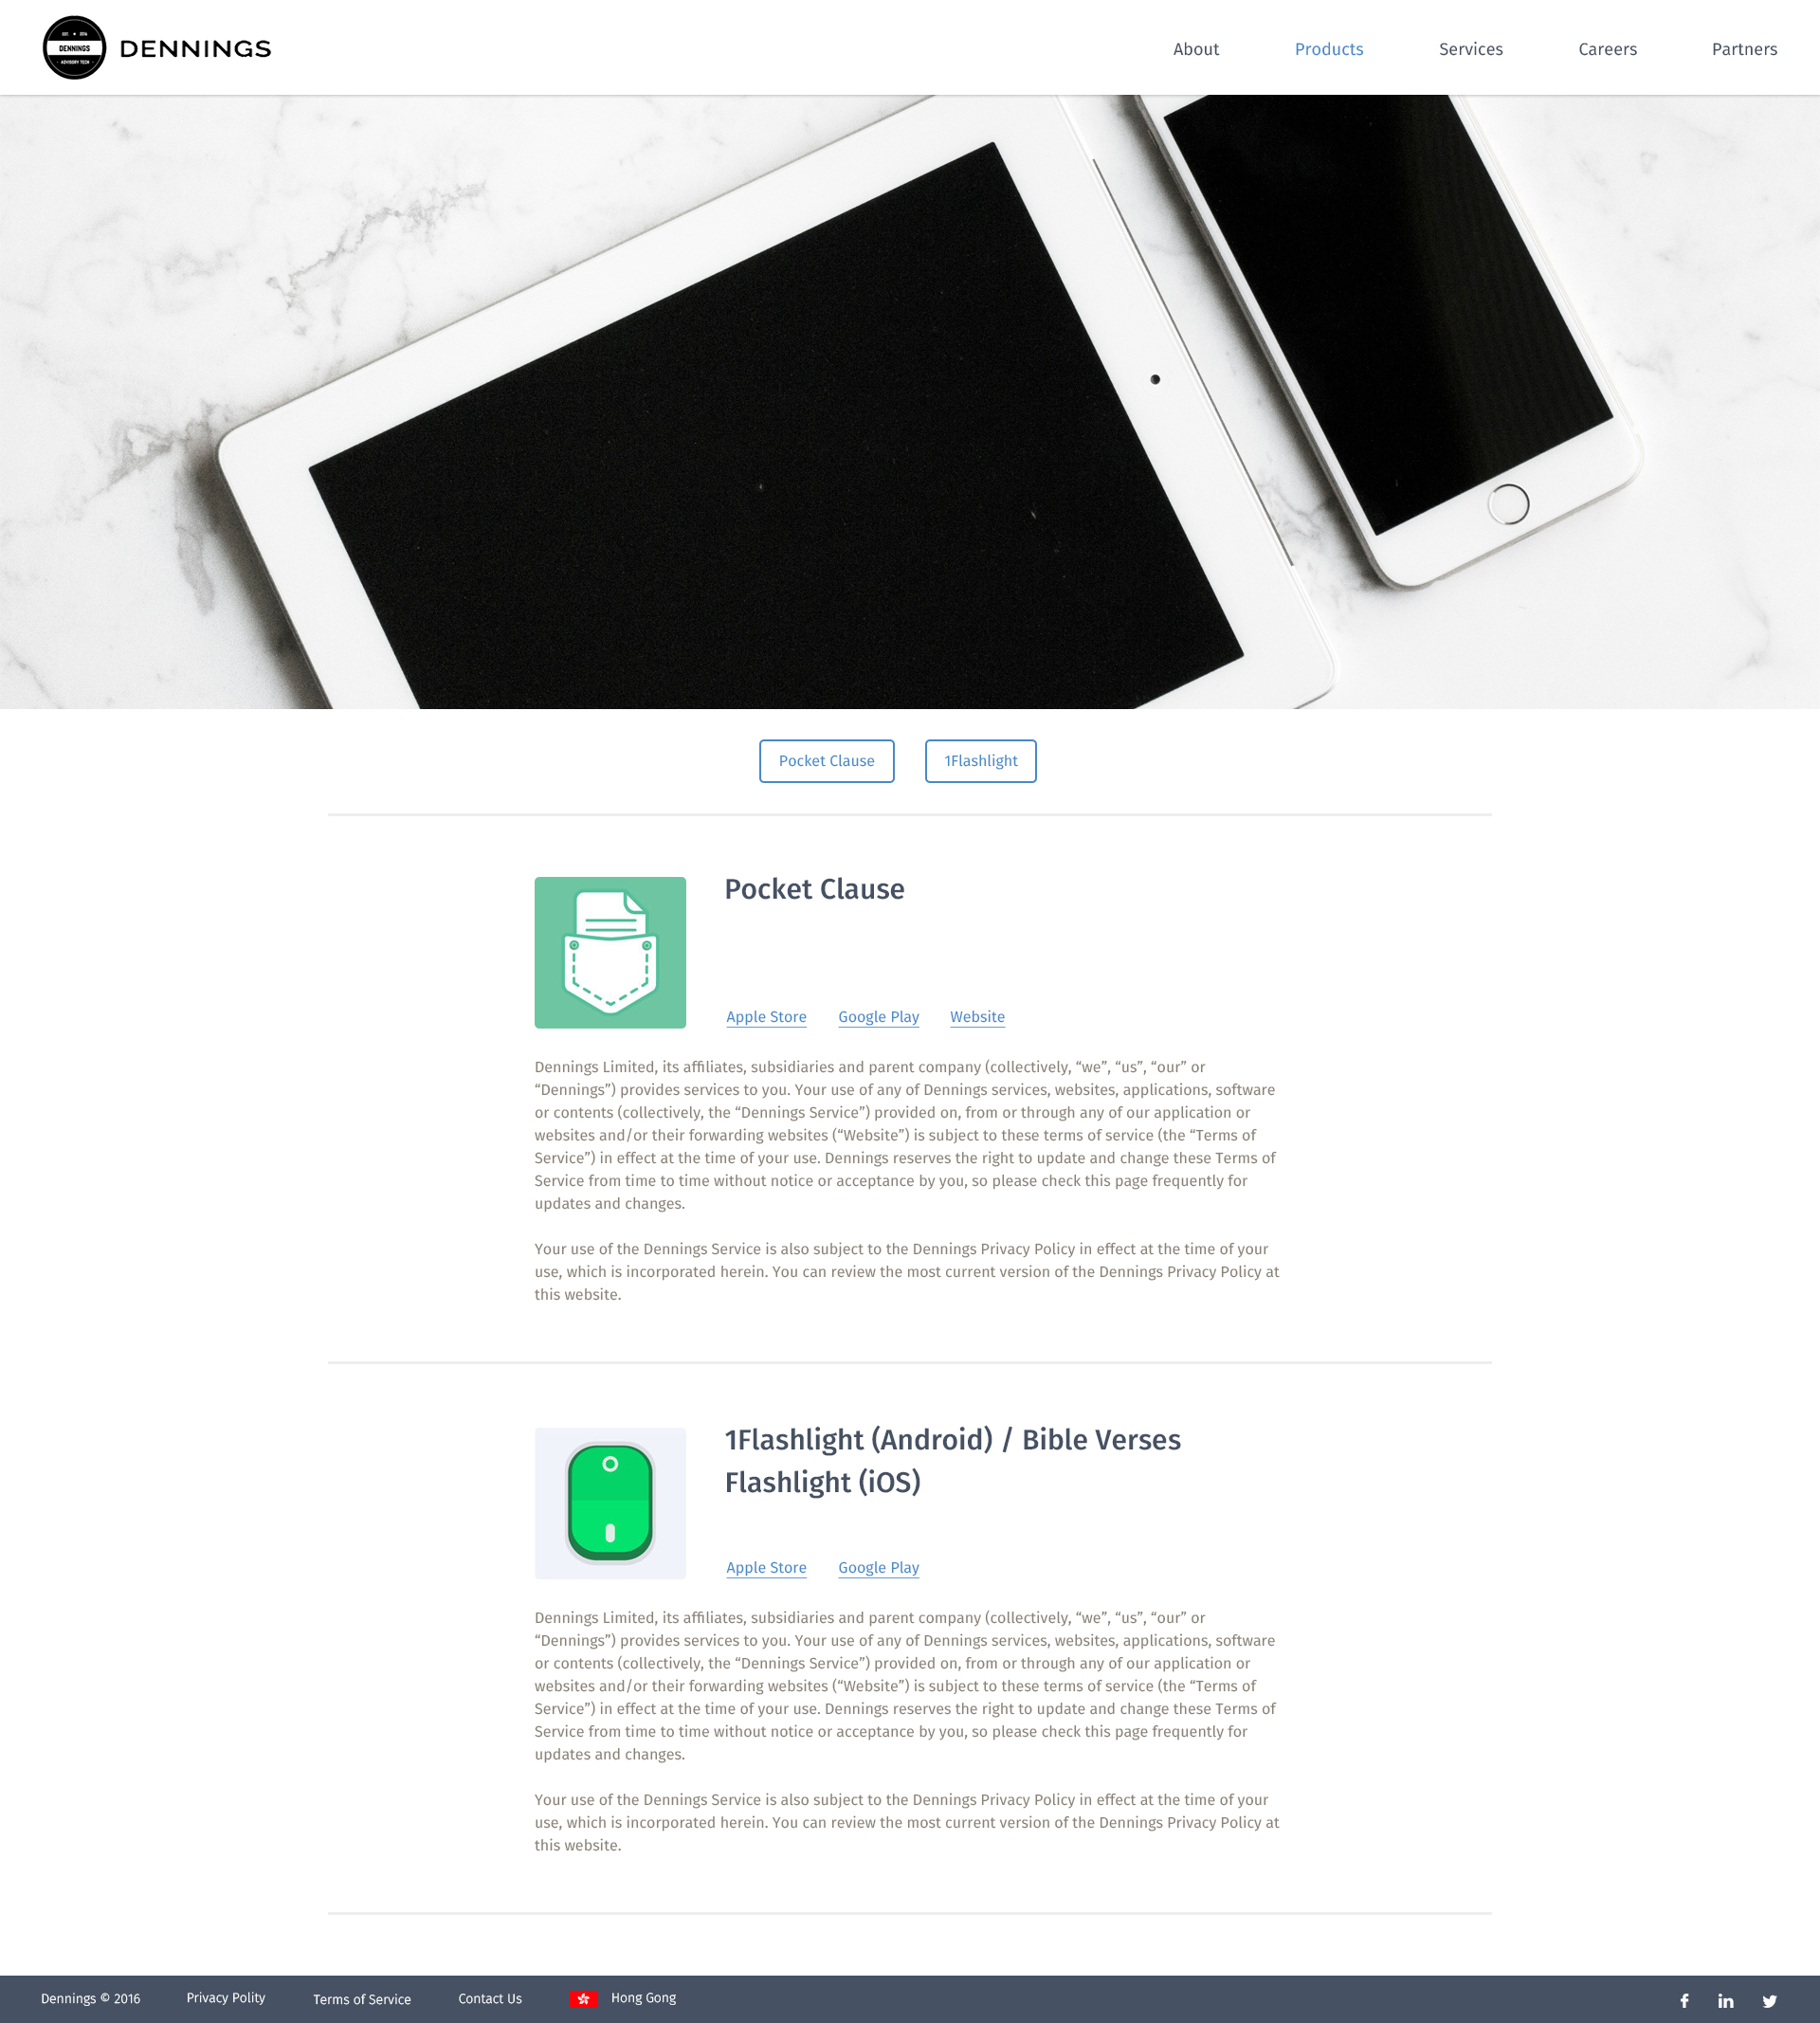 EST. 2016
DENNINGS
ADVISORY TECH
DENNINGS
About Products Services Careers Partners
Pocket Clause 1Flashlight
Pocket Clause
Apple Store Google Play Website
Dennings Limited, its affiliates, subsidiaries and parent company (collectively, “we”, “us”, “our” or
“Dennings”) provides services to you. Your use of any of Dennings services, websites, applications, software
or contents (collectively, the “Dennings Service”) provided on, from or through any of our application or
websites and/or their forwarding websites (“Website”) is subject to these terms of service (the “Terms of
Service”) in effect at the time of your use. Dennings reserves the right to update and change these Terms of
Service from time to time without notice or acceptance by you, so please check this page frequently for
updates and changes.
Your use of the Dennings Service is also subject to the Dennings Privacy Policy in effect at the time of your
use, which is incorporated herein. You can review the most current version of the Dennings Privacy Policy at
this website.
1Flashlight (Android) / Bible Verses
Flashlight (iOS)
Apple Store Google Play
Dennings Limited, its affiliates, subsidiaries and parent company (collectively, “we”, “us”, “our” or
“Dennings”) provides services to you. Your use of any of Dennings services, websites, applications, software
or contents (collectively, the “Dennings Service”) provided on, from or through any of our application or
websites and/or their forwarding websites (“Website”) is subject to these terms of service (the “Terms of
Service”) in effect at the time of your use. Dennings reserves the right to update and change these Terms of
Service from time to time without notice or acceptance by you, so please check this page frequently for
updates and changes.
Your use of the Dennings Service is also subject to the Dennings Privacy Policy in effect at the time of your
use, which is incorporated herein. You can review the most current version of the Dennings Privacy Policy at
this website.
Dennings © 2016 Privacy Polity Terms of Service Contact Us Hong Gong